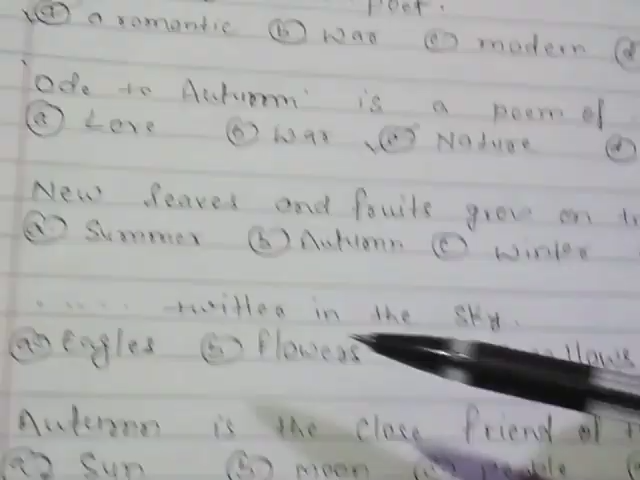 poet.
(a) a romantic (b) war (c) modern (d
'Ode to Autumn' is a poem of
(a) Love (b) war (c) Nature (d)
New leaves and fruits grow on
(a) Summer (b) Autumn (c) winter
...... twitter in the sky.
(a) Eagles (b) Flowers
Autumn is the close friend of
(a) Sun (b) moon (c) people